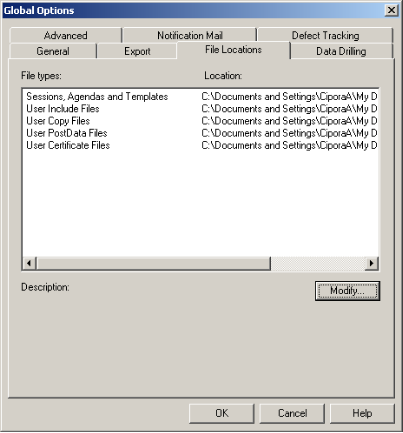 Global Options
Advanced Notification Mail Defect Tracking
General Export File Locations Data Drilling
File types: Location:
Sessions, Agendas and Templates C:\Documents and Settings\CiporaA\My D
User Include Files C:\Documents and Settings\CiporaA\My D
User Copy Files C:\Documents and Settings\CiporaA\My D
User PostData Files C:\Documents and Settings\CiporaA\My D
User Certificate Files C:\Documents and Settings\CiporaA\My D
Description: Modify...
OK Cancel Help